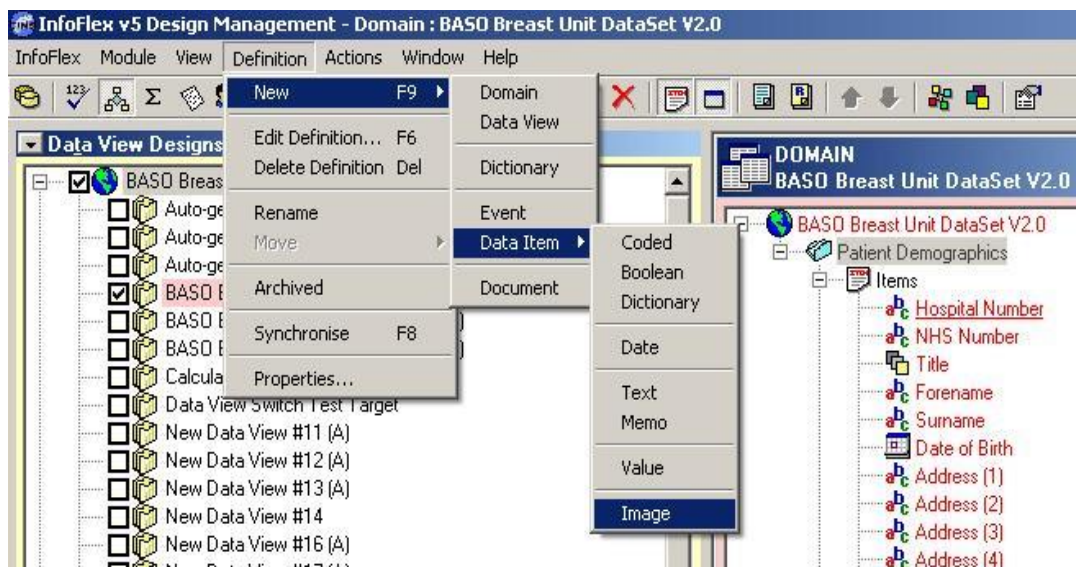 InfoFlex v5 Design Management - Domain : BASO Breast Unit DataSet V2.0
InfoFlex Module View Definition Actions Window Help
New F9
Edit Definition... F6
Delete Definition Del
Rename
Move
Archived
Synchronise F8
Properties...
Domain
Data View
Dictionary
Event
Data Item
Document
Coded
Boolean
Dictionary
Date
Text
Memo
Value
Image
Data View Designs
BASO Breas
Auto-ge
Auto-ge
Auto-ge
BASO
BASO
BASO
Calcula
Data View Switch Test Target
New Data View #11 (A)
New Data View #12 (A)
New Data View #13 (A)
New Data View #14
New Data View #16 (A)
DOMAIN
BASO Breast Unit DataSet V2.0
BASO Breast Unit DataSet V2.0
Patient Demographics
Items
Hospital Number
NHS Number
Title
Forename
Surname
Date of Birth
Address (1)
Address (2)
Address (3)
Address (4)